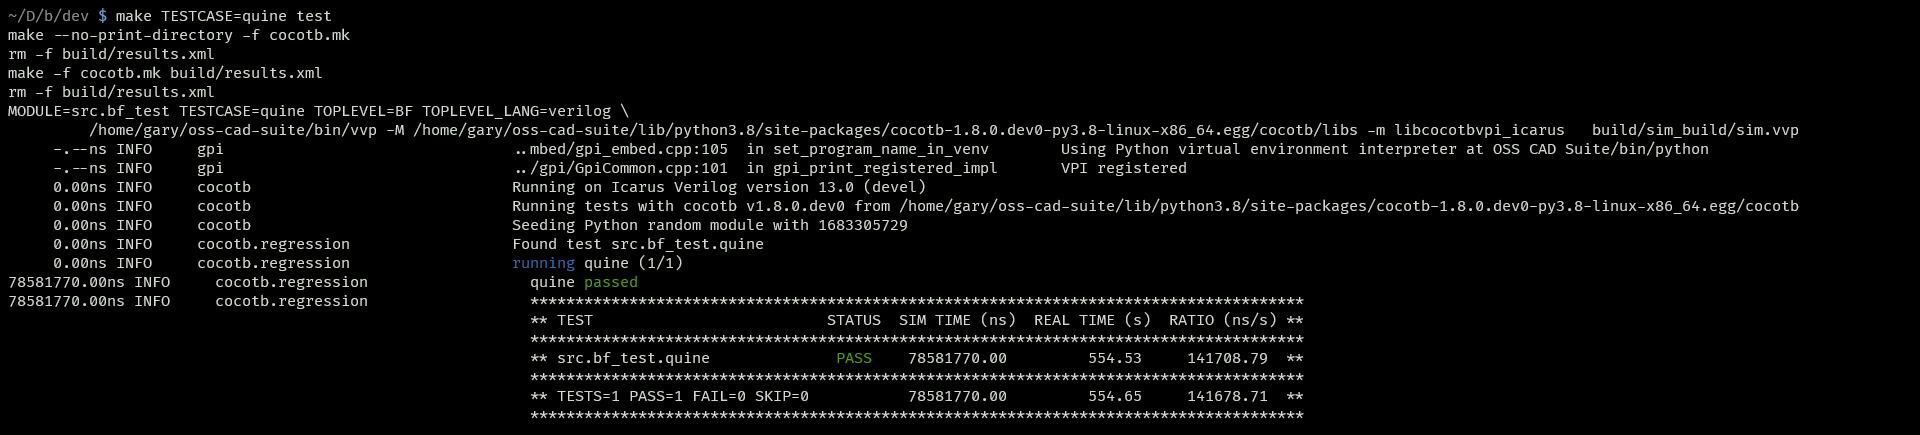 ~/D/b/dev $ make TESTCASE=quine test
make --no-print-directory -f cocotb.mk
rm -f build/results.xml
make -f cocotb.mk build/results.xml
rm -f build/results.xml
MODULE=src.bf_test TESTCASE=quine TOPLEVEL=BF TOPLEVEL_LANG=verilog \
         /home/gary/oss-cad-suite/bin/vvp -M /home/gary/oss-cad-suite/lib/python3.8/site-packages/cocotb-1.8.0.dev0-py3.8-linux-x86_64.egg/cocotb/libs -m libcocotbvpi_icarus   build/sim_build/sim.vvp
     -.--ns INFO     gpi                                ..mbed/gpi_embed.cpp:105  in set_program_name_in_venv        Using Python virtual environment interpreter at OSS CAD Suite/bin/python
     -.--ns INFO     gpi                                ../gpi/GpiCommon.cpp:101  in gpi_print_registered_impl       VPI registered
     0.00ns INFO     cocotb                             Running on Icarus Verilog version 13.0 (devel)
     0.00ns INFO     cocotb                             Running tests with cocotb v1.8.0.dev0 from /home/gary/oss-cad-suite/lib/python3.8/site-packages/cocotb-1.8.0.dev0-py3.8-linux-x86_64.egg/cocotb
     0.00ns INFO     cocotb                             Seeding Python random module with 1683305729
     0.00ns INFO     cocotb.regression                  Found test src.bf_test.quine
     0.00ns INFO     cocotb.regression                  running quine (1/1)
78581770.00ns INFO     cocotb.regression                  quine passed
78581770.00ns INFO     cocotb.regression                  **************************************************************************************
                                                          ** TEST                          STATUS  SIM TIME (ns)  REAL TIME (s)  RATIO (ns/s) **
                                                          **************************************************************************************
                                                          ** src.bf_test.quine              PASS    78581770.00         554.53     141708.79  **
                                                          **************************************************************************************
                                                          ** TESTS=1 PASS=1 FAIL=0 SKIP=0           78581770.00         554.65     141678.71  **
                                                          **************************************************************************************